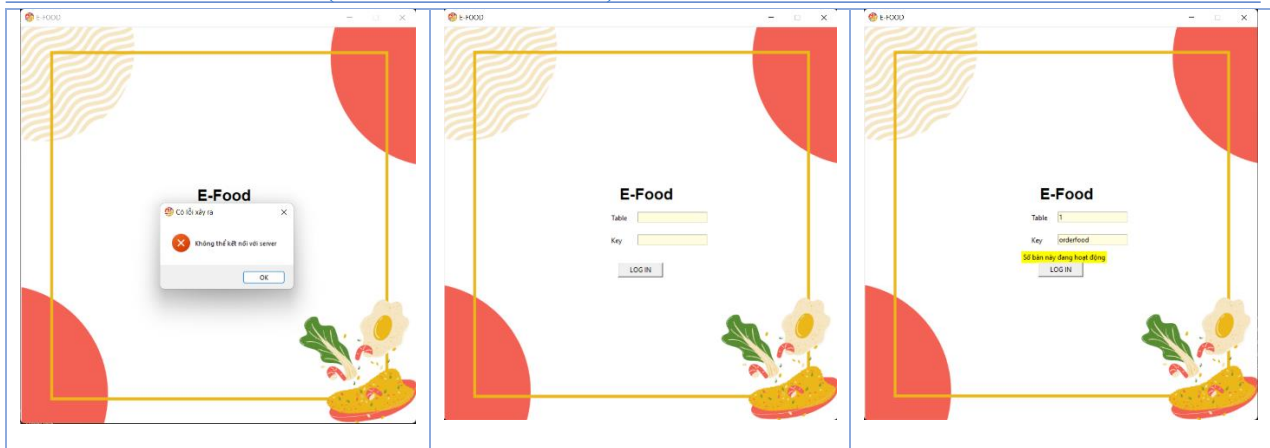 E-FOOD
E-Food
Có lỗi xảy ra
Không thể kết nối với server
OK
E-FOOD
E-Food
Table
Key
LOG IN
E-FOOD
E-Food
Table 1
Key orderfood
Số bàn này đang hoạt động
LOG IN